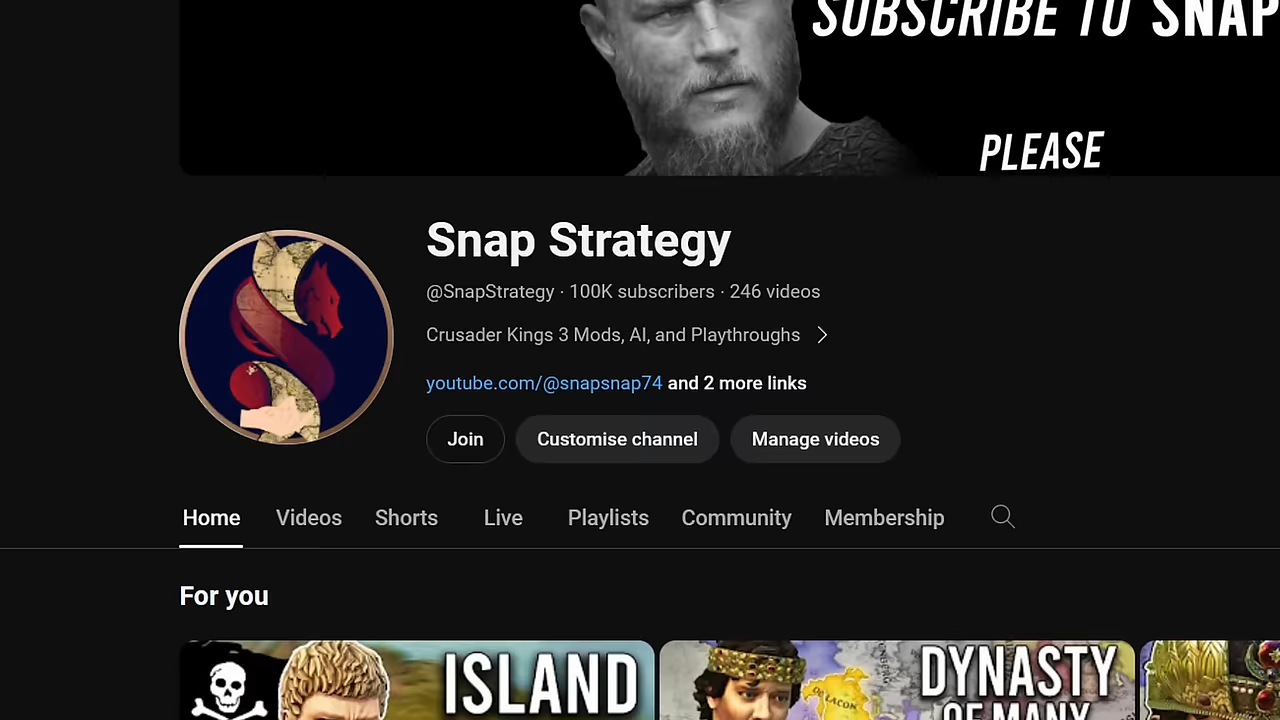 SUBSCRIBE TO SNAP
PLEASE
Snap Strategy
@SnapStrategy · 100K subscribers · 246 videos
Crusader Kings 3 Mods, AI, and Playthroughs
youtube.com/@snapsnap74 and 2 more links
Join Customise channel Manage videos
Home Videos Shorts Live Playlists Community Membership
For you
ISLAND
DYNASTY
OF MANY